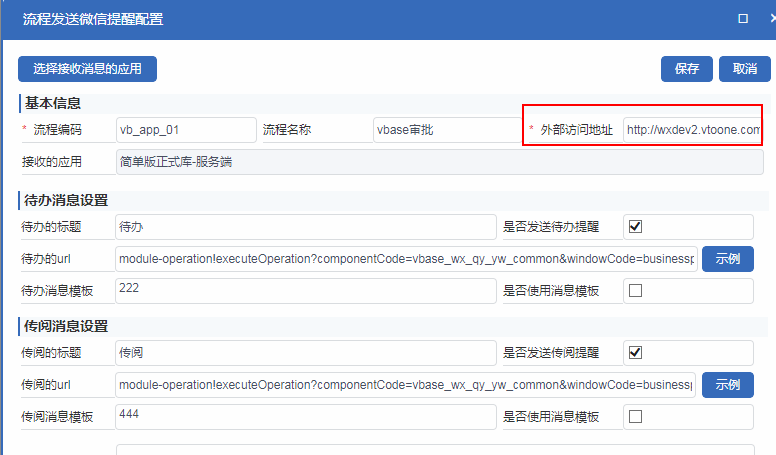 流程发送微信提醒配置
选择接收消息的应用 保存 取消
基本信息
* 流程编码 vb_app_01 流程名称 vbase审批 * 外部访问地址 http://wxdev2.vtoone.com
接收的应用 简单版正式库-服务端
待办消息设置
待办的标题 待办 是否发送待办提醒
待办的url module-operation!executeOperation?componentCode=vbase_wx_qy_yw_common&windowCode=businessp 示例
待办消息模板 222 是否使用消息模板
传阅消息设置
传阅的标题 传阅 是否发送传阅提醒
传阅的url module-operation!executeOperation?componentCode=vbase_wx_qy_yw_common&windowCode=businessp 示例
传阅消息模板 444 是否使用消息模板